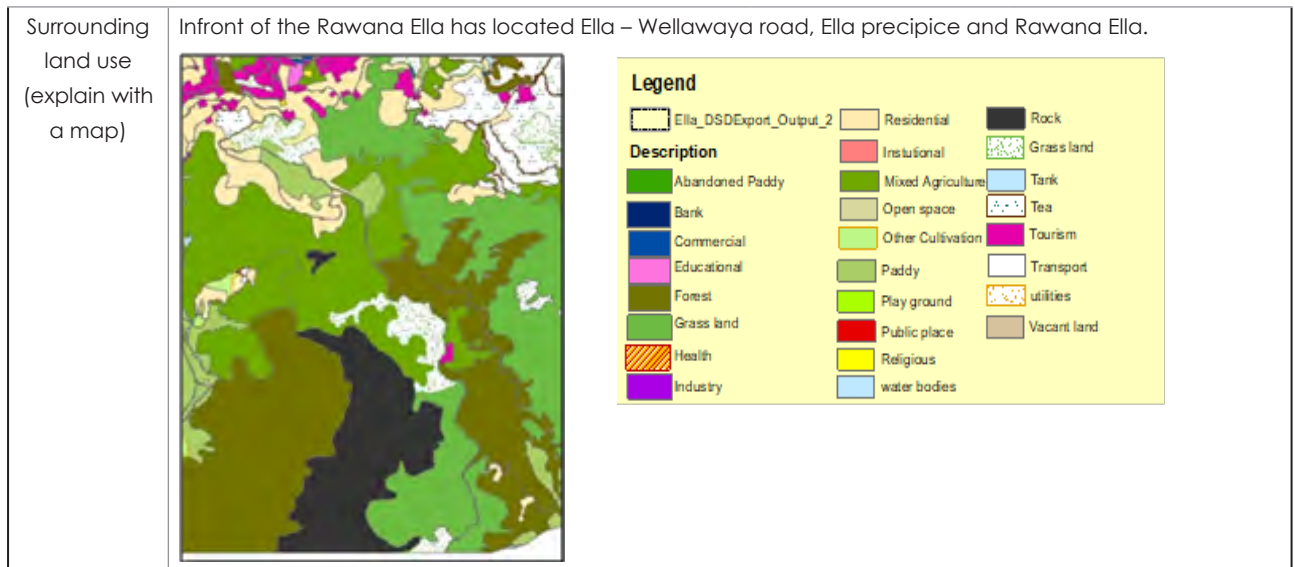 Surrounding
land use
(explain with
a map)
Infront of the Rawana Ella has located Ella – Wellawaya road, Ella precipice and Rawana Ella.
Legend
Ella_DSDExport_Output_2
Description
Abandoned Paddy
Bank
Commercial
Educational
Forest
Grass land
Health
Industry
Residential
Instutional
Mixed Agriculture
Open space
Other Cultivation
Paddy
Play ground
Public place
Religious
water bodies
Rock
Grass land
Tank
Tea
Tourism
Transport
utilities
Vacant land